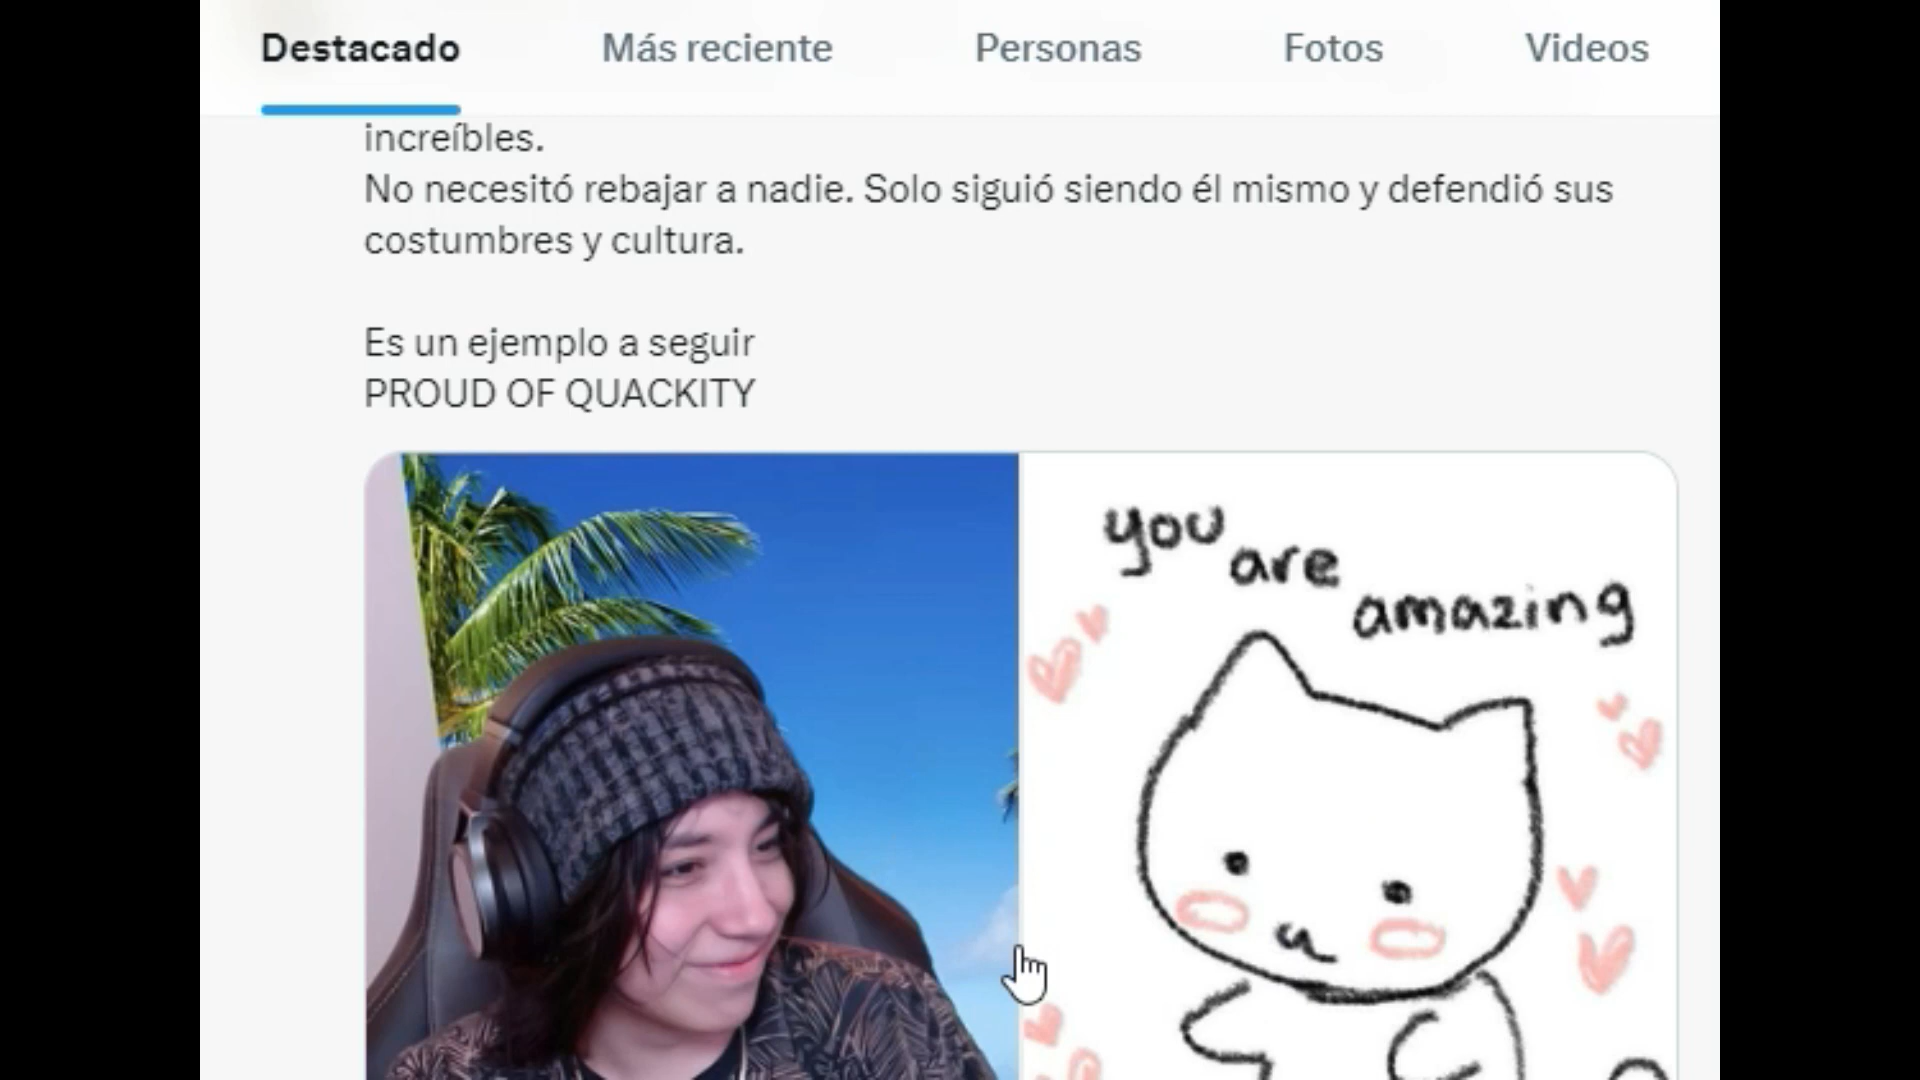 Destacado Más reciente Personas Fotos Videos
increíbles.
No necesitó rebajar a nadie. Solo siguió siendo él mismo y defendió sus
costumbres y cultura.
Es un ejemplo a seguir
PROUD OF QUACKITY
you are amazing